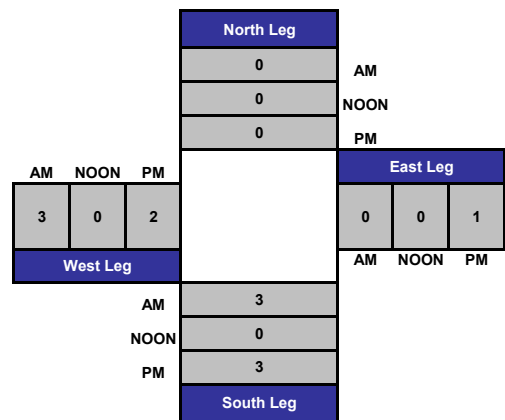 North Leg
0
AM
0
NOON
0
PM
AM NOON PM
East Leg
3 0 2
0 0 1
West Leg
AM NOON PM
AM
3
NOON
0
PM
3
South Leg